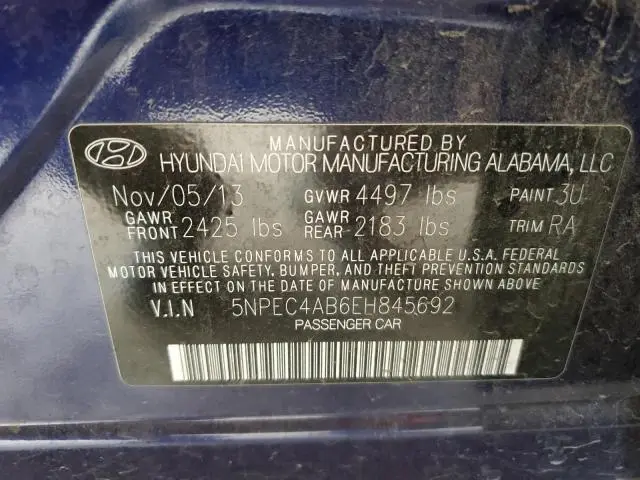 MANUFACTURED BY
HYUNDAI MOTOR MANUFACTURING ALABAMA, LLC
Nov/05/13 GVWR 4497 lbs PAINT 3U
GAWR FRONT 2425 lbs GAWR REAR 2183 lbs TRIM RA
THIS VEHICLE CONFORMS TO ALL APPLICABLE U.S.A. FEDERAL
MOTOR VEHICLE SAFETY, BUMPER, AND THEFT PREVENTION STANDARDS
IN EFFECT ON THE DATE OF MANUFACTURE SHOWN ABOVE
V.I.N 5NPEC4AB6EH845692
PASSENGER CAR